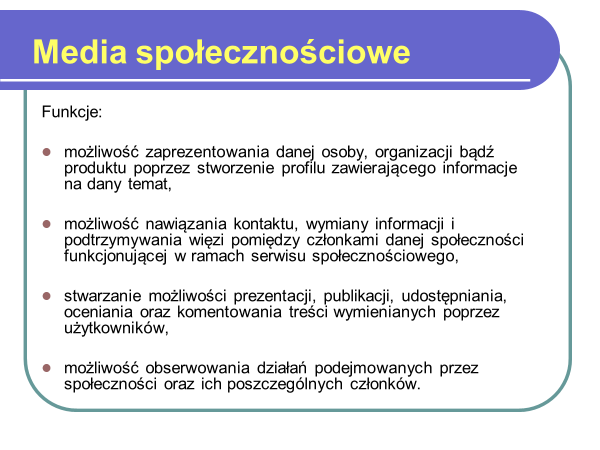 Media społecznościowe
Funkcje:
możliwość zaprezentowania danej osoby, organizacji bądź
produktu poprzez stworzenie profilu zawierającego informacje
na dany temat,
możliwość nawiązania kontaktu, wymiany informacji i
podtrzymywania więzi pomiędzy członkami danej społeczności
funkcjonującej w ramach serwisu społecznościowego,
stwarzanie możliwości prezentacji, publikacji, udostępniania,
oceniania oraz komentowania treści wymienianych poprzez
użytkowników,
możliwość obserwowania działań podejmowanych przez
społeczności oraz ich poszczególnych członków.